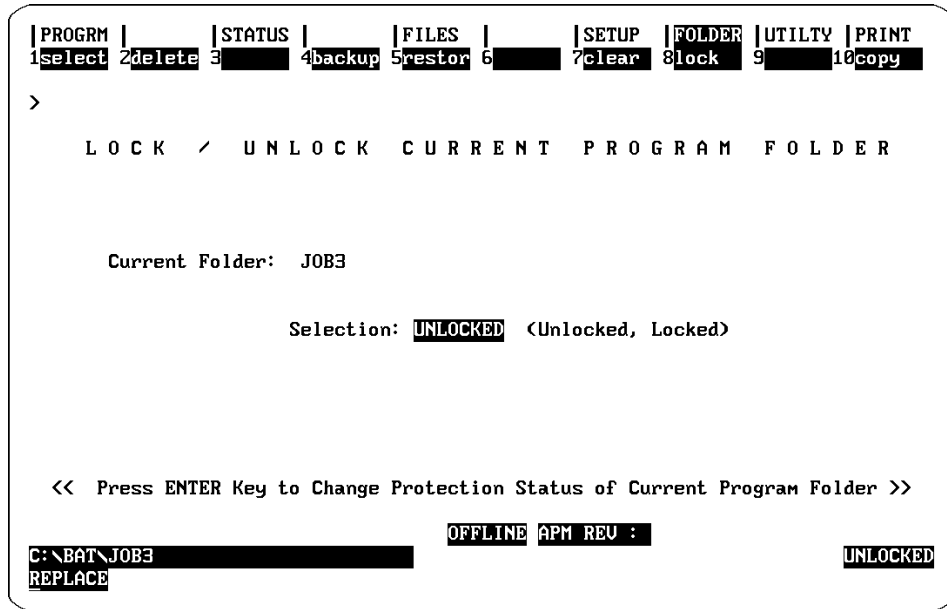 |PROGRM | |STATUS | |FILES | |SETUP |FOLDER |UTILTY |PRINT
1select 2delete 3 4backup 5restor 6 7clear 8lock 9 10copy
>
L O C K / U N L O C K C U R R E N T P R O G R A M F O L D E R
Current Folder: JOB3
Selection: UNLOCKED (Unlocked, Locked)
<< Press ENTER Key to Change Protection Status of Current Program Folder >>
OFFLINE APM REV :
C:\BAT\JOB3 UNLOCKED
REPLACE